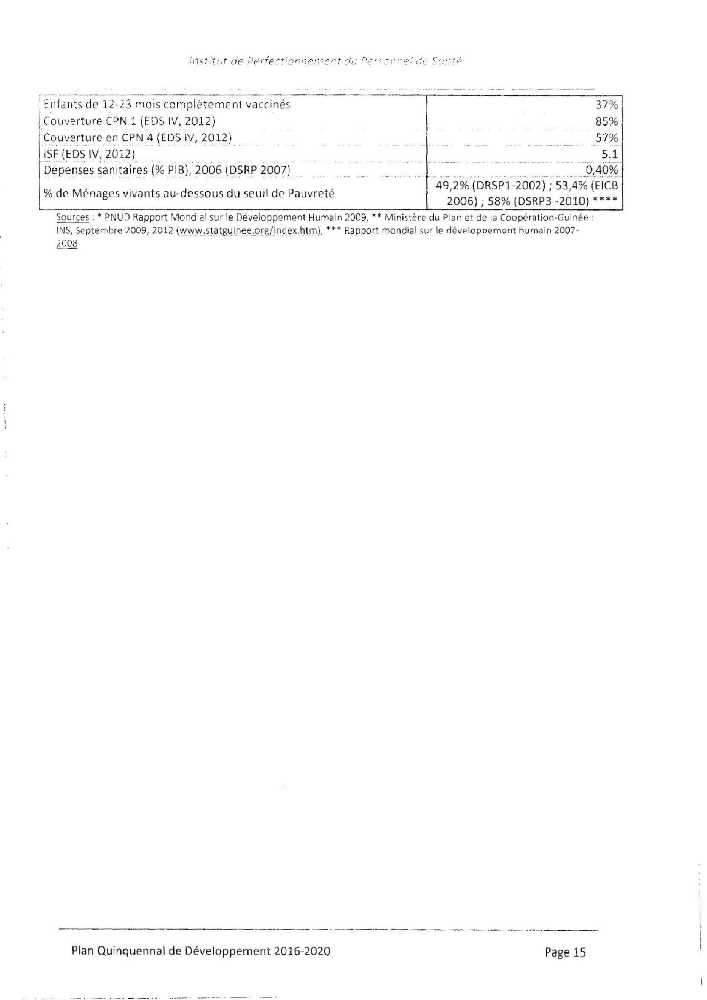 Institut de Perfectionnement du Personnel de Santé
Enfants de 12-23 mois complètement vaccinés 37%
Couverture CPN 1 (EDS IV, 2012) 85%
Couverture en CPN 4 (EDS IV, 2012) 57%
ISF (EDS IV, 2012) 5.1
Dépenses sanitaires (% PIB), 2006 (DSRP 2007) 0,40%
% de Ménages vivants au-dessous du seuil de Pauvreté
49,2% (DRSP1-2002) ; 53,4% (EICB
2006) ; 58% (DSRP3 -2010) ****
Sources : * PNUD Rapport Mondial sur le Développement Humain 2009, ** Ministère du Plan et de la Coopération-Guinée :
INS, Septembre 2009, 2012 (www.statguinee.org/index.htm), *** Rapport mondial sur le développement humain 2007-
2008
Plan Quinquennal de Développement 2016-2020
Page 15